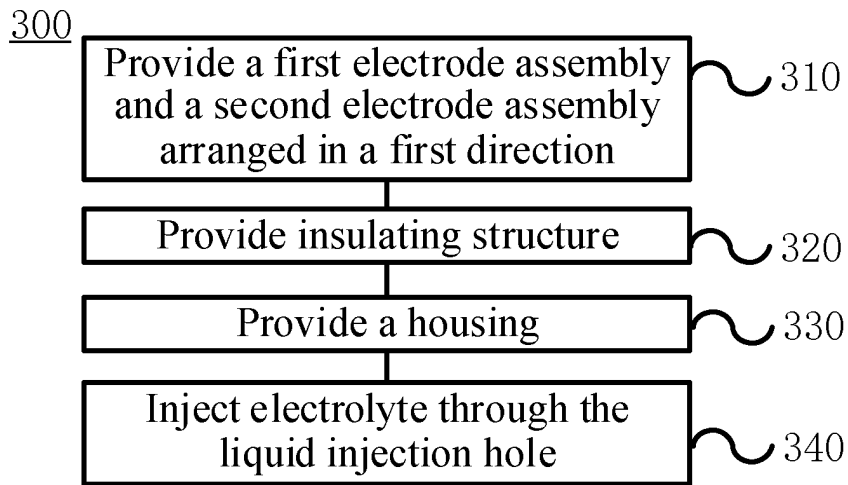 300
Provide a first electrode assembly
and a second electrode assembly
arranged in a first direction
310
Provide insulating structure
320
Provide a housing
330
Inject electrolyte through the
liquid injection hole
340